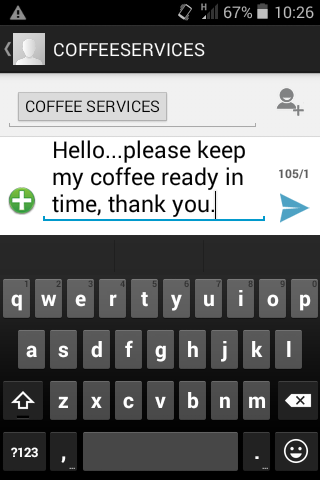 H 67% 10:26
COFFEESERVICES
COFFEE SERVICES
Hello...please keep
my coffee ready in
time, thank you.
105/1
1 2 3 4 5 6 7 8 9 0
q w e r t y u i o p
a s d f g h j k l
z x c v b n m
?123 , ... . ...